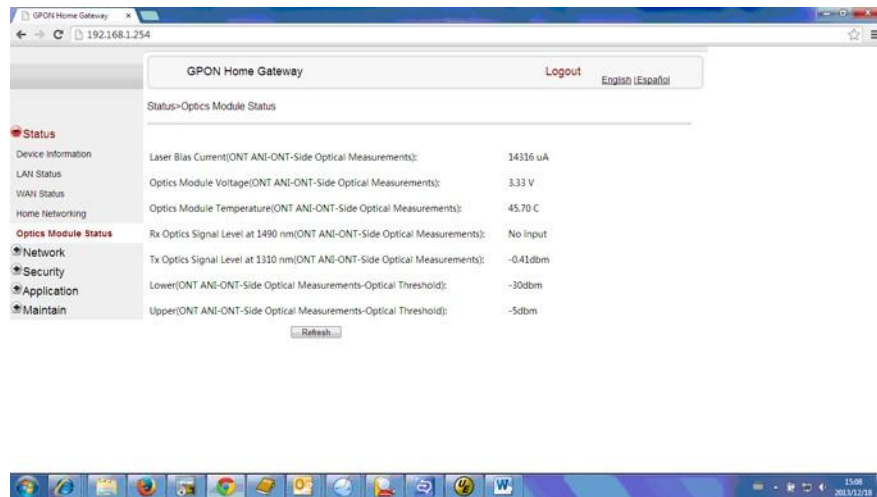 GPON Home Gateway
192.168.1.254
GPON Home Gateway Logout English |Español
Status>Optics Module Status
Status
Device Information
LAN Status
WAN Status
Home Networking
Optics Module Status
Network
Security
Application
Maintain
Laser Bias Current(ONT ANI-ONT-Side Optical Measurements): 14316 uA
Optics Module Voltage(ONT ANI-ONT-Side Optical Measurements): 3.33 V
Optics Module Temperature(ONT ANI-ONT-Side Optical Measurements): 45.70 C
Rx Optics Signal Level at 1490 nm(ONT ANI-ONT-Side Optical Measurements): No input
Tx Optics Signal Level at 1310 nm(ONT ANI-ONT-Side Optical Measurements): -0.41dbm
Lower(ONT ANI-ONT-Side Optical Measurements-Optical Threshold): -30dbm
Upper(ONT ANI-ONT-Side Optical Measurements-Optical Threshold): -5dbm
Refresh
15:08
2013/12/18